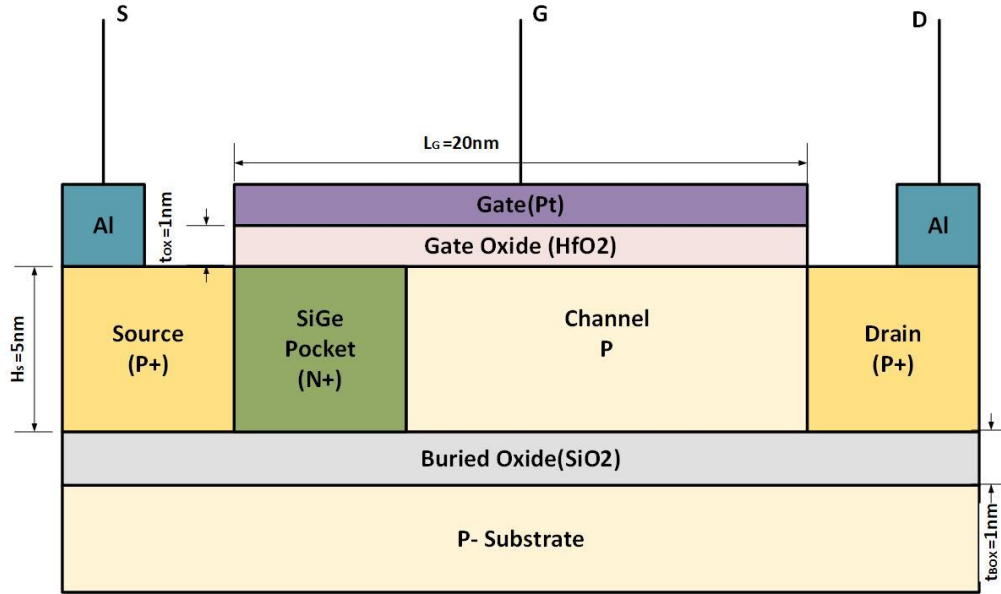 S
G
D
LG=20nm
Al
Gate(Pt)
Al
tox=1nm
Gate Oxide (HfO2)
Hs=5nm
Source
(P+)
SiGe
Pocket
(N+)
Channel
P
Drain
(P+)
Buried Oxide(SiO2)
P- Substrate
tBOX=1nm